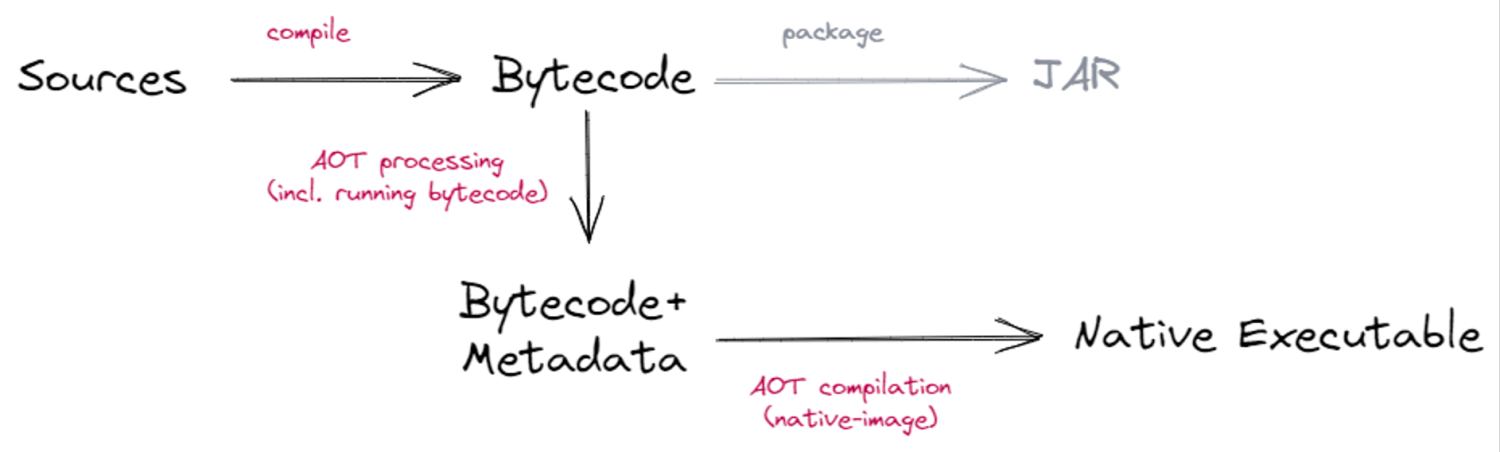 compile
package
Sources
Bytecode
JAR
AOT processing
(incl. running bytecode)
Bytecode+
Metadata
Native Executable
AOT compilation
(native-image)